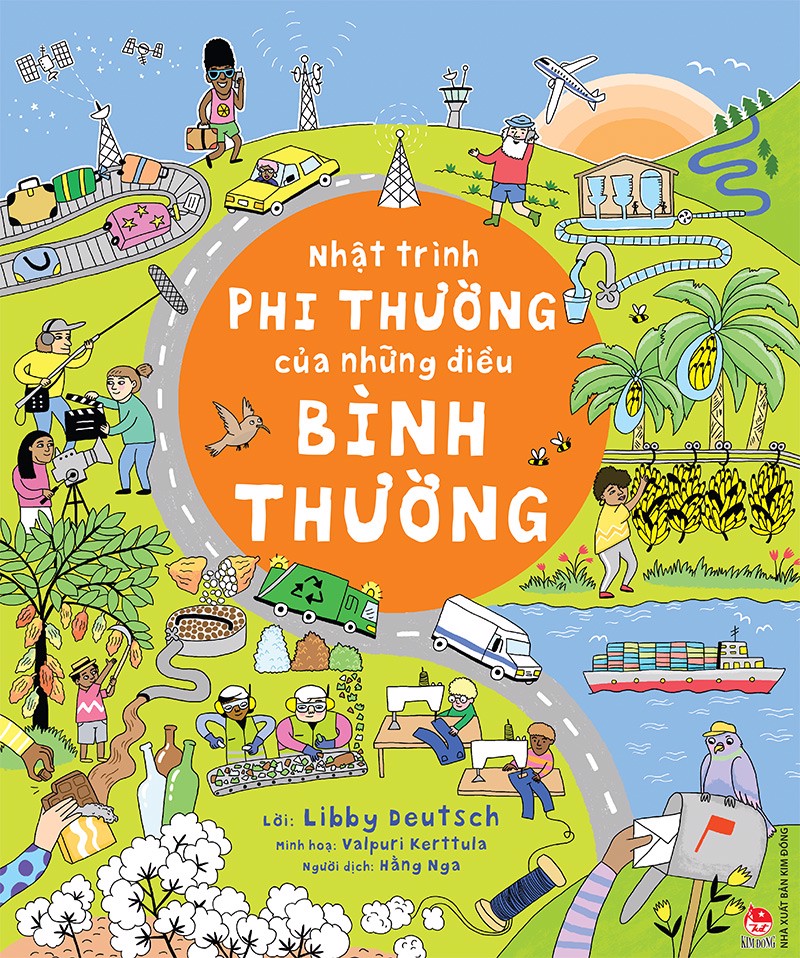 Nhật trình
PHI THƯỜNG
của những điều
BÌNH
THƯỜNG
Lời: Libby Deutsch
Minh hoạ: Valpuri Kerttula
Người dịch: Hằng Nga
KIM ĐỒNG
NHÀ XUẤT BẢN KIM ĐỒNG